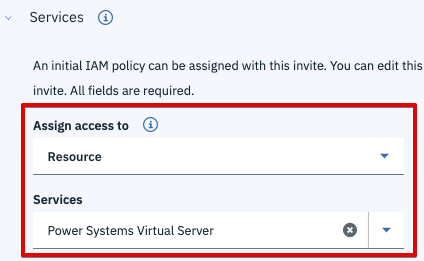 Services
An initial IAM policy can be assigned with this invite. You can edit this
invite. All fields are required.
Assign access to
Resource
Services
Power Systems Virtual Server